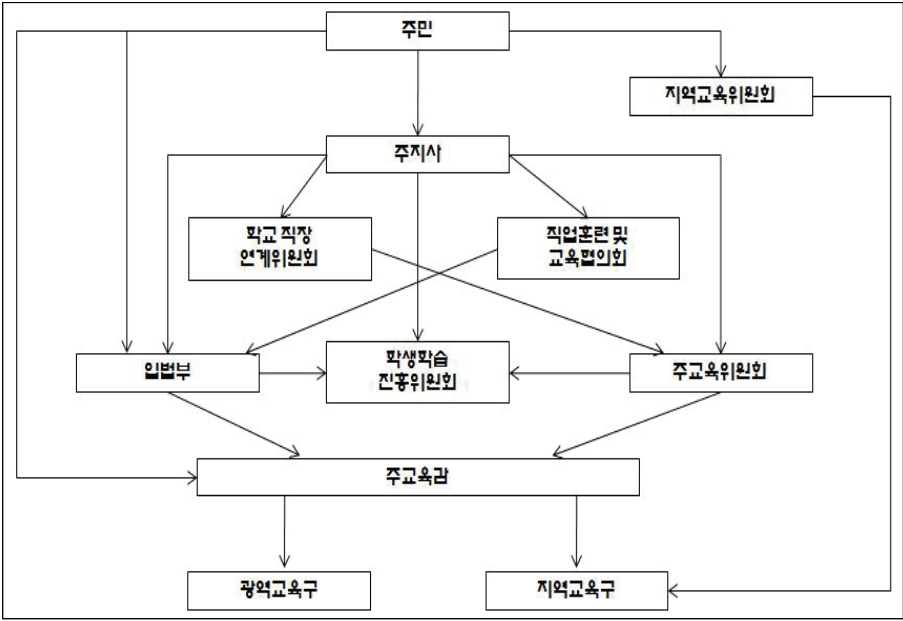 주민
지역교육위원회
주지사
학교 직장
연계위원회
직업훈련 및
교육협의회
입법부
학생학습
진흥위원회
주교육위원회
주교육감
광역교육구
지역교육구